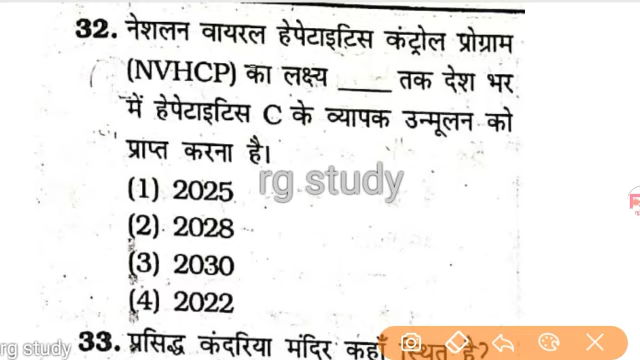 32. नेशलन वायरल हेपेटाइटिस कंट्रोल प्रोग्राम
(NVHCP) का लक्ष्य ____ तक देश भर
में हेपेटाइटिस C के व्यापक उन्मूलन को
प्राप्त करना है।
(1) 2025
rg study
(2) 2028
(3) 2030
(4) 2022
rg study
33. प्रसिद्ध कंदरिया मंदिर कहाँ स्थित है?